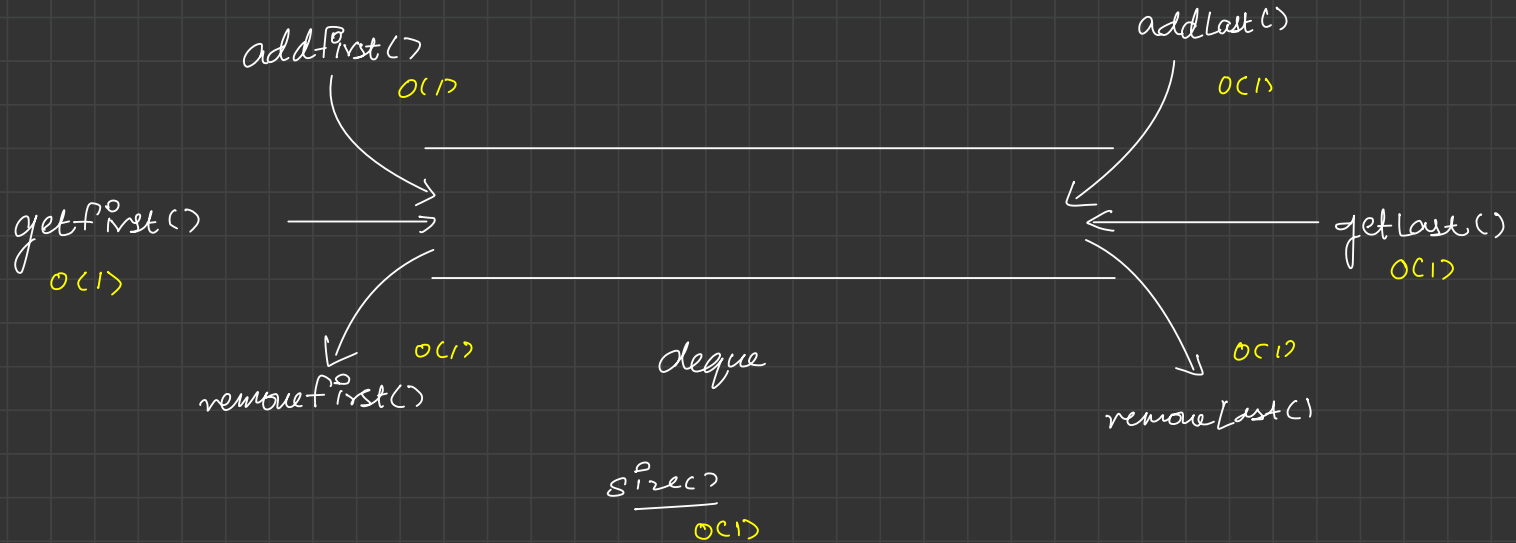 addfirst()
O(1)
addLast()
O(1)
getfirst()
O(1)
getLast()
O(1)
removefirst()
O(1)
deque
removeLast()
O(1)
size()
O(1)